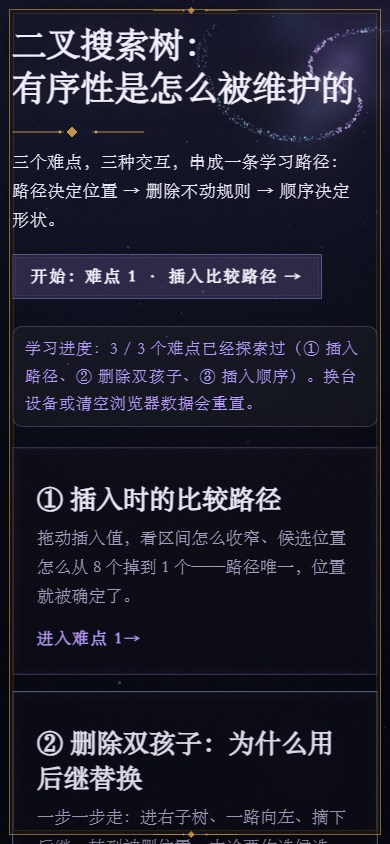 二叉搜索树：
有序性是怎么被维护的
三个难点，三种交互，串成一条学习路径：
路径决定位置 → 删除不动规则 → 顺序决定
形状。
开始：难点 1 · 插入比较路径 →
学习进度：3 / 3 个难点已经探索过（① 插入
路径、② 删除双孩子、③ 插入顺序）。换台
设备或清空浏览器数据会重置。
① 插入时的比较路径
拖动插入值，看区间怎么收窄、候选位置
怎么从 8 个掉到 1 个——路径唯一，位置
就被确定了。
进入难点 1→
② 删除双孩子：为什么用
后继替换
一步一步走：进右子树、一路向左、摘下